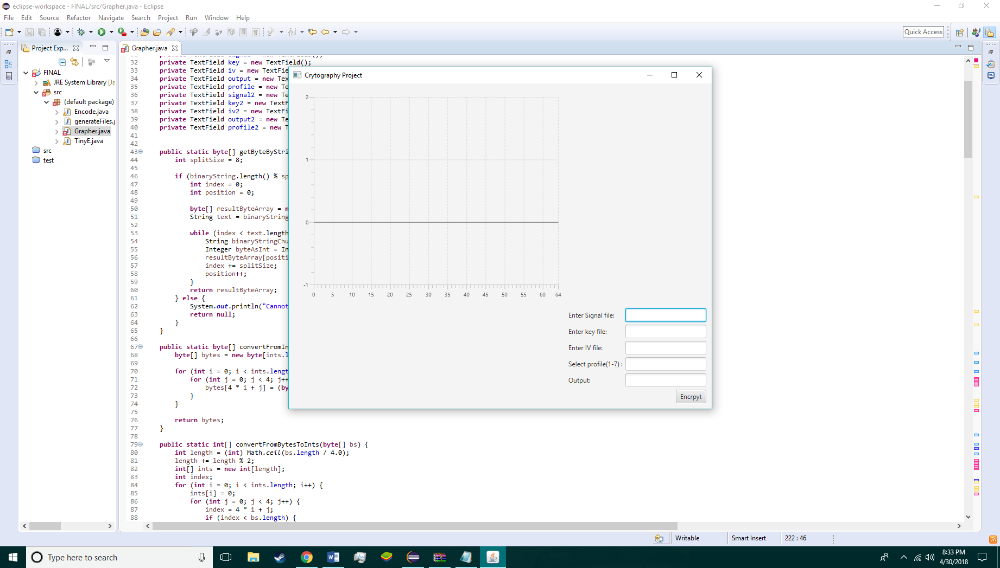 eclipse-workspace - FINAL/src/Grapher.java - Eclipse
File Edit Source Refactor Navigate Search Project Run Window Help
Quick Access
Project Exp...
FINAL
JRE System Library [Ja
src
(default package)
Encode.java
generateFiles.j
Grapher.java
TinyE.java
src
test
Grapher.java
32 private TextField key = new TextField();
33 private TextField iv = new TextFie
34 private TextField output = new Tex
35 private TextField profile = new Te
36 private TextField signal2 = new Te
37 private TextField key2 = new TextF
38 private TextField iv2 = new TextFi
39 private TextField output2 = new Te
40 private TextField profile2 = new T
41
42
43 public static byte[] getByteByStri
44 int splitSize = 8;
45
46 if (binaryString.length() % sp
47 int index = 0;
48 int position = 0;
49
50 byte[] resultByteArray = n
51 String text = binaryString
52
53 while (index < text.length
54 String binaryStringChu
55 Integer byteAsInt = In
56 resultByteArray[positi
57 index += splitSize;
58 position++;
59 }
60 return resultByteArray;
61 } else {
62 System.out.println("Cannot
63 return null;
64 }
65 }
66
67 public static byte[] convertFromIn
68 byte[] bytes = new byte[ints.l
69
70 for (int i = 0; i < ints.lengt
71 for (int j = 0; j < 4; j++
72 bytes[4 * i + j] = (by
73 }
74 }
75
76 return bytes;
77 }
78
79 public static int[] convertFromBytesToInts(byte[] bs) {
80 int length = (int) Math.ceil(bs.length / 4.0);
81 length += length % 2;
82 int[] ints = new int[length];
83 int index;
84 for (int i = 0; i < ints.length; i++) {
85 ints[i] = 0;
86 for (int j = 0; j < 4; j++) {
87 index = 4 * i + j;
88 if (index < bs.length) {
Crytography Project
2
1
0
-1
0 5 10 15 20 25 30 35 40 45 50 55 60 64
Enter Signal file:
Enter key file:
Enter IV file:
Select profile(1-7) :
Output:
Encrpyt
Writable Smart Insert 222 : 46
Type here to search
8:33 PM
4/30/2018